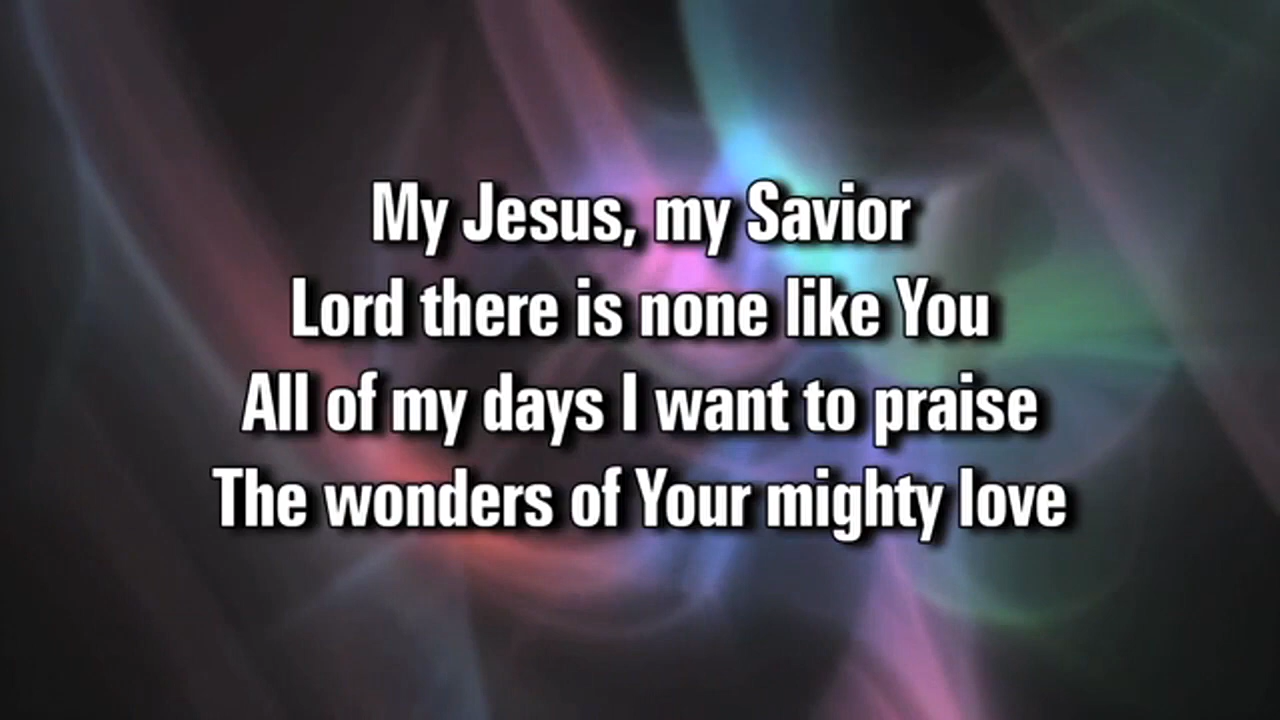 My Jesus, my Savior
Lord there is none like You
All of my days I want to praise
The wonders of Your mighty love